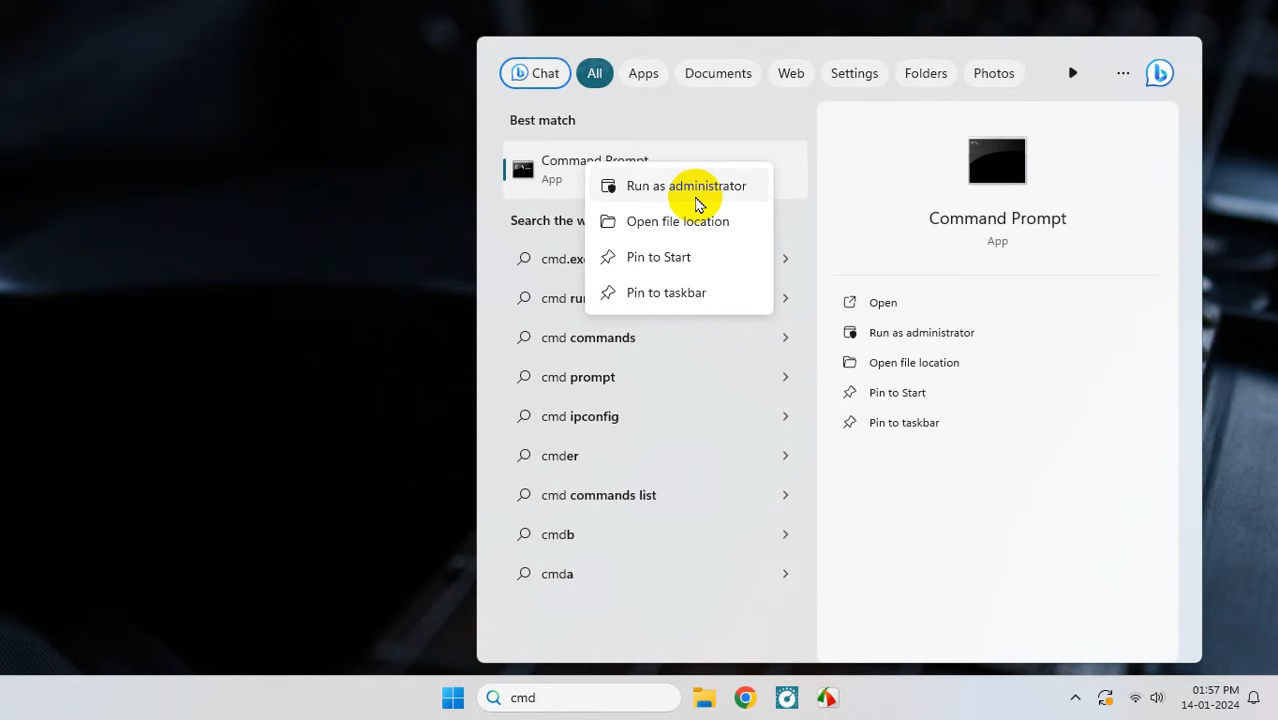 Chat
All
Apps
Documents
Web
Settings
Folders
Photos
Best match
Command Prompt
App
Run as administrator
Open file location
Pin to Start
Pin to taskbar
Search the w
cmd.exe
cmd
cmd commands
cmd prompt
cmd ipconfig
cmder
cmd commands list
cmdb
cmda
Command Prompt
App
Open
Run as administrator
Open file location
Pin to Start
Pin to taskbar
cmd
01:57 PM
14-01-2024